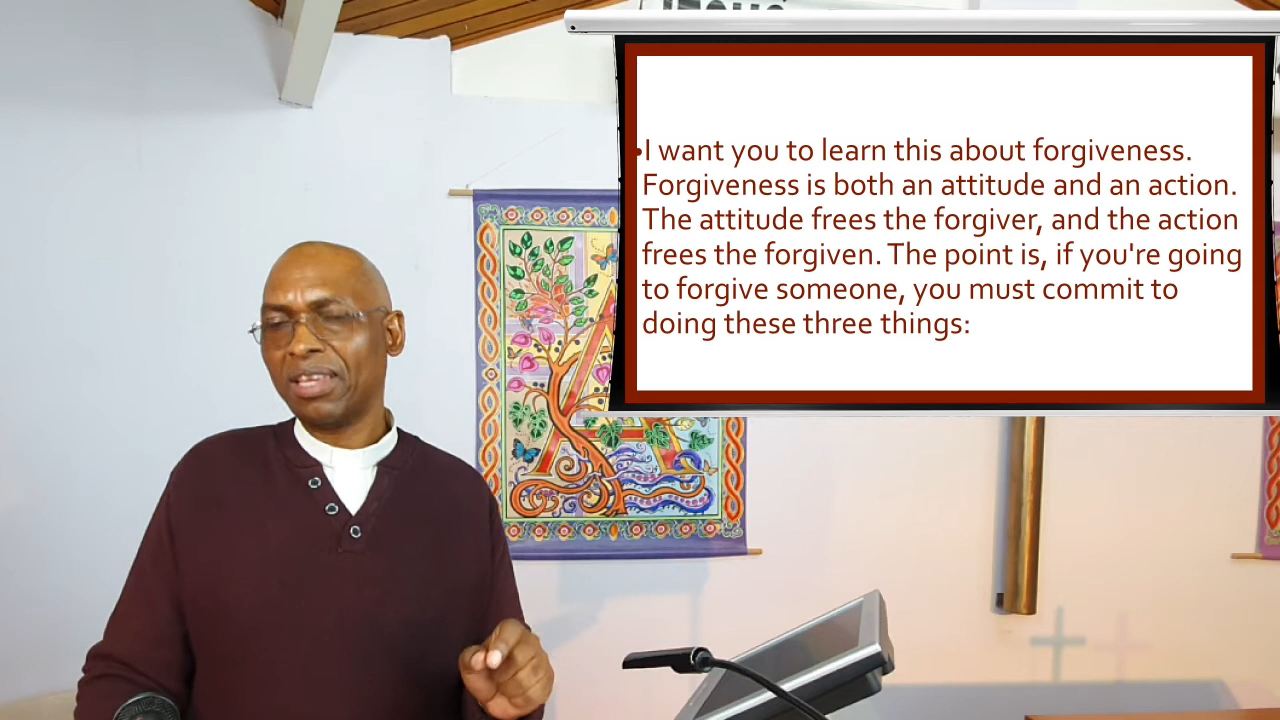 •I want you to learn this about forgiveness.
Forgiveness is both an attitude and an action.
The attitude frees the forgiver, and the action
frees the forgiven. The point is, if you're going
to forgive someone, you must commit to
doing these three things: